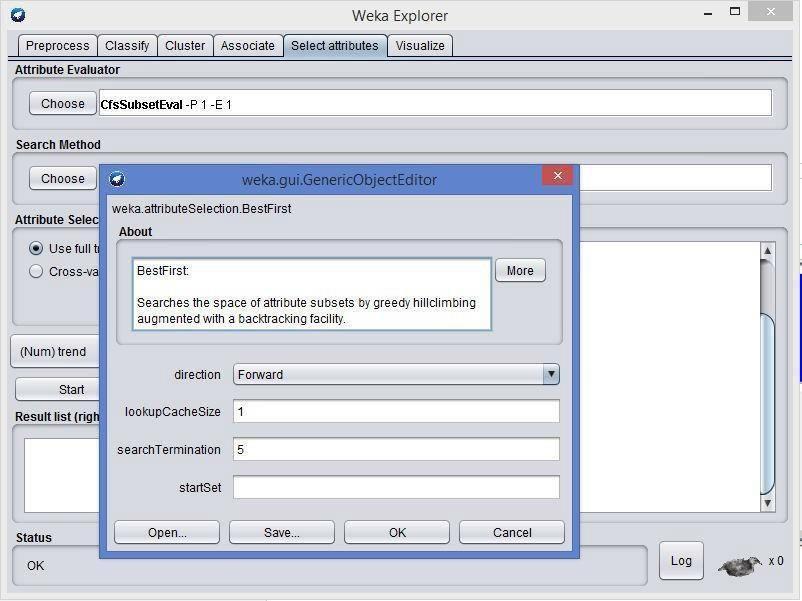 Weka Explorer
Preprocess Classify Cluster Associate Select attributes Visualize
Attribute Evaluator
Choose CfsSubsetEval -P 1 -E 1
Search Method
Choose
weka.gui.GenericObjectEditor
weka.attributeSelection.BestFirst
About
BestFirst:
More
Searches the space of attribute subsets by greedy hillclimbing
augmented with a backtracking facility.
direction Forward
lookupCacheSize 1
searchTermination 5
startSet
Open... Save... OK Cancel
Attribute Selec
Use full tr
Cross-va
(Num) trend
Start
Result list (righ
Status
OK
Log
x 0